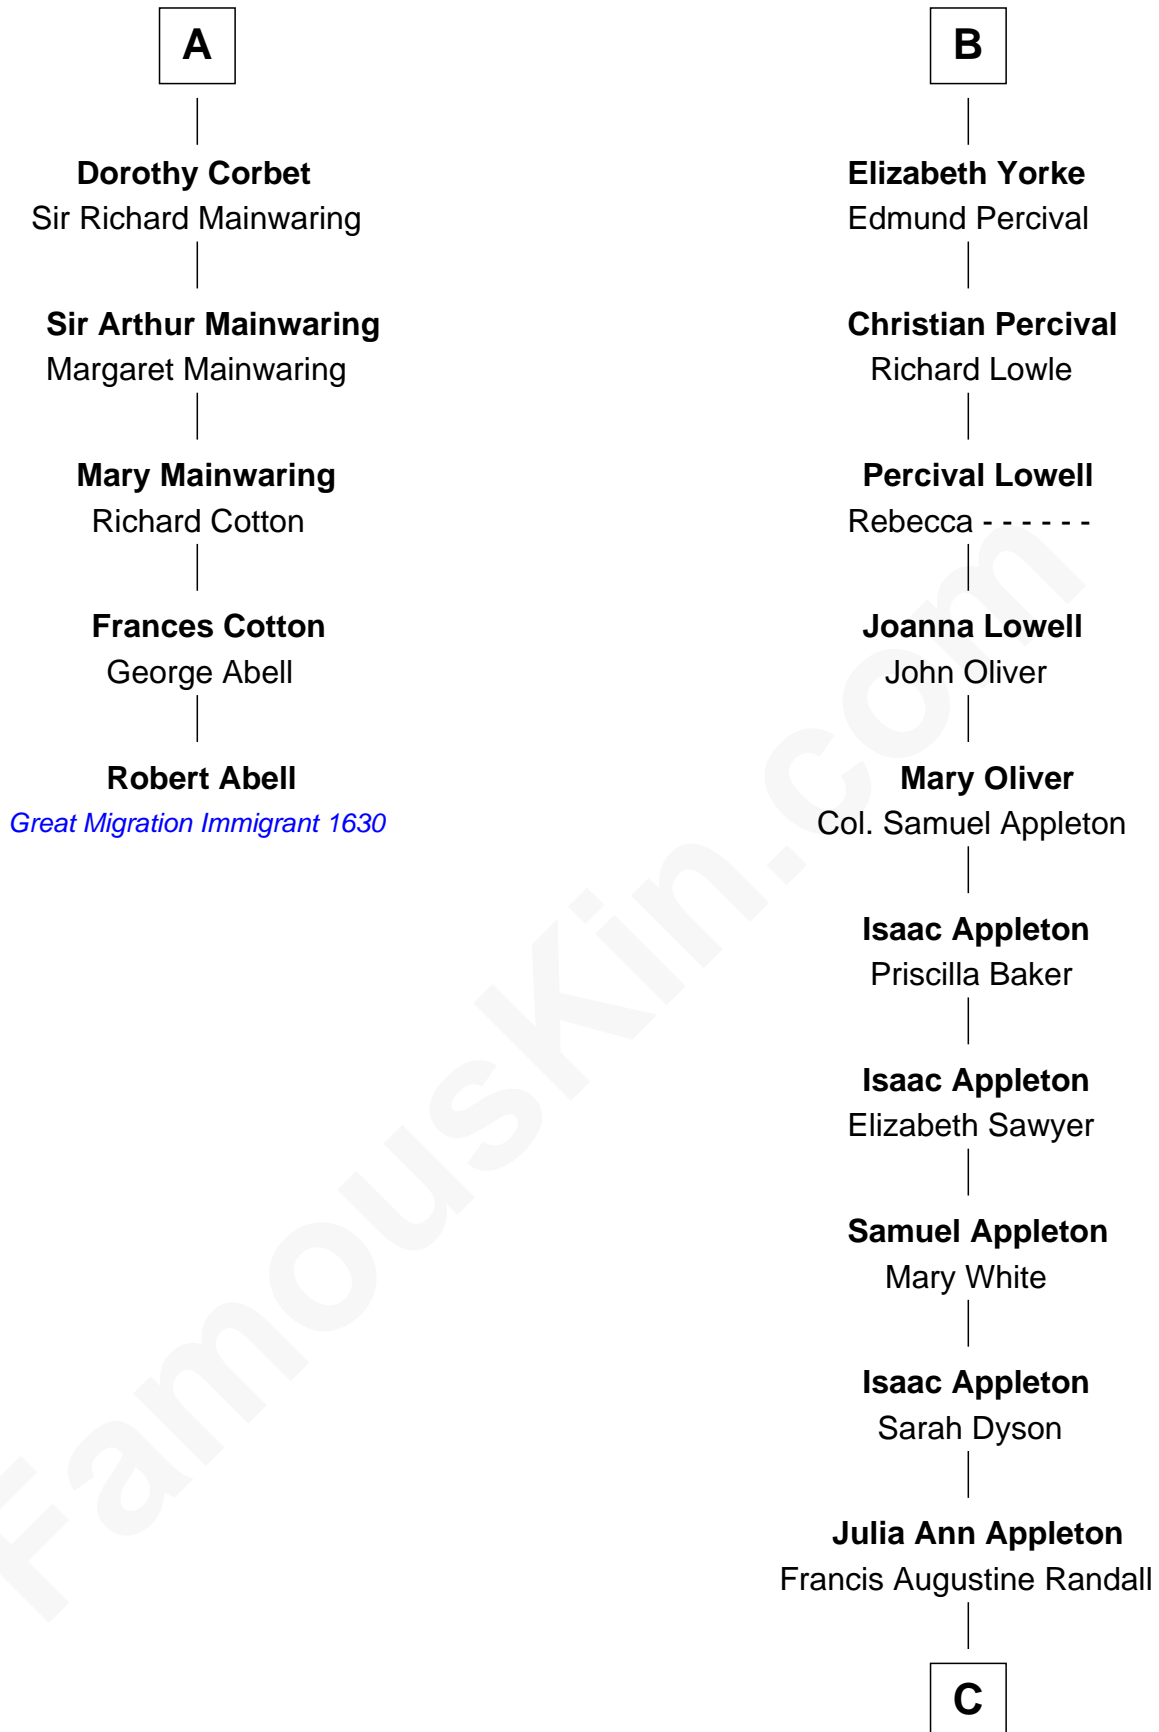 A
Dorothy Corbet
Sir Richard Mainwaring
Sir Arthur Mainwaring
Margaret Mainwaring
Mary Mainwaring
Richard Cotton
Frances Cotton
George Abell
Robert Abell
Great Migration Immigrant 1630
B
Elizabeth Yorke
Edmund Percival
Christian Percival
Richard Lowle
Percival Lowell
Rebecca - - - - - -
Joanna Lowell
John Oliver
Mary Oliver
Col. Samuel Appleton
Isaac Appleton
Priscilla Baker
Isaac Appleton
Elizabeth Sawyer
Samuel Appleton
Mary White
Isaac Appleton
Sarah Dyson
Julia Ann Appleton
Francis Augustine Randall
C
FamousKin.com